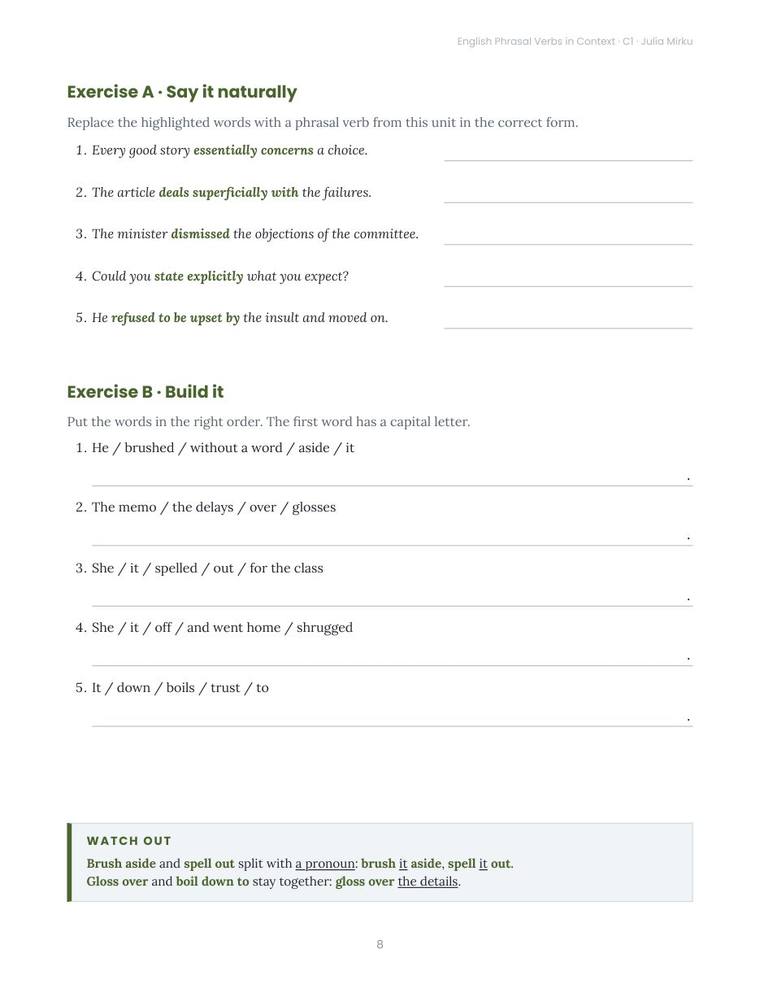 English Phrasal Verbs in Context · C1 · Julia Mirku
Exercise A · Say it naturally
Replace the highlighted words with a phrasal verb from this unit in the correct form.
1. Every good story essentially concerns a choice.
2. The article deals superficially with the failures.
3. The minister dismissed the objections of the committee.
4. Could you state explicitly what you expect?
5. He refused to be upset by the insult and moved on.
Exercise B · Build it
Put the words in the right order. The first word has a capital letter.
1. He / brushed / without a word / aside / it
.
2. The memo / the delays / over / glosses
.
3. She / it / spelled / out / for the class
.
4. She / it / off / and went home / shrugged
.
5. It / down / boils / trust / to
.
WATCH OUT
Brush aside and spell out split with a pronoun: brush it aside, spell it out.
Gloss over and boil down to stay together: gloss over the details.
8